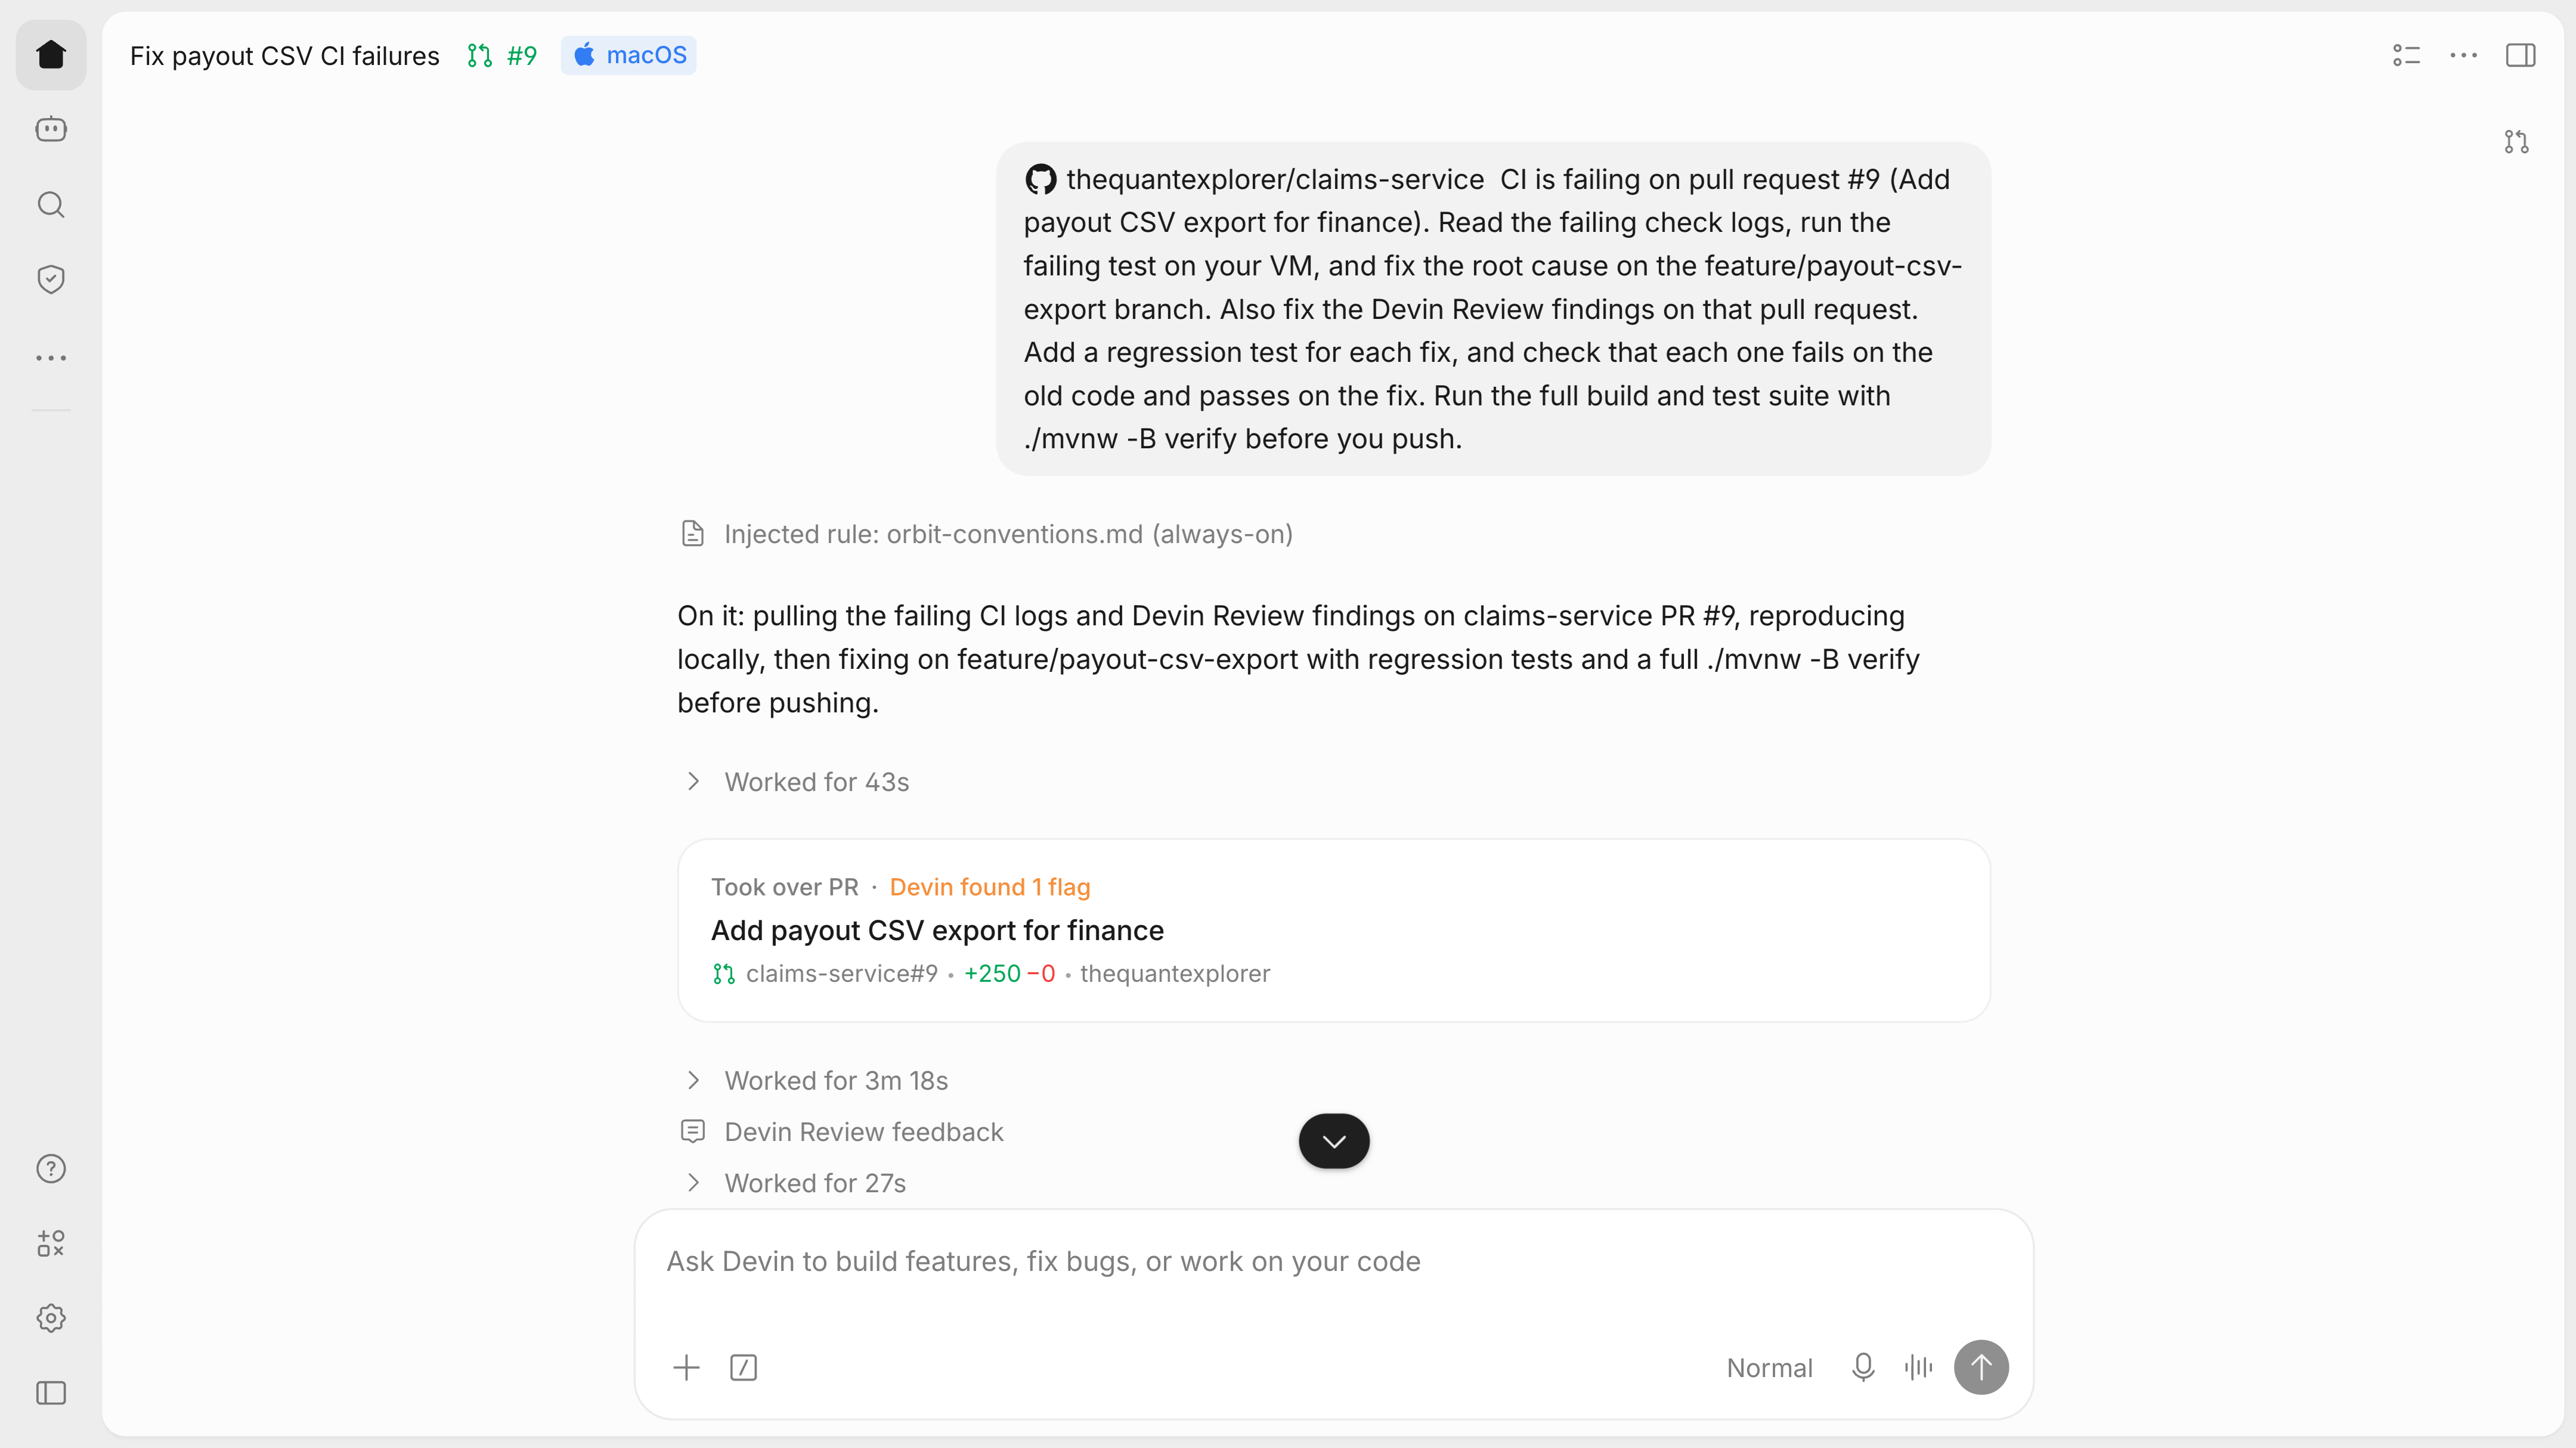 Fix payout CSV CI failures #9 macOS
thequantexplorer/claims-service CI is failing on pull request #9 (Add
payout CSV export for finance). Read the failing check logs, run the
failing test on your VM, and fix the root cause on the feature/payout-csv-
export branch. Also fix the Devin Review findings on that pull request.
Add a regression test for each fix, and check that each one fails on the
old code and passes on the fix. Run the full build and test suite with
./mvnw -B verify before you push.
Injected rule: orbit-conventions.md (always-on)
On it: pulling the failing CI logs and Devin Review findings on claims-service PR #9, reproducing
locally, then fixing on feature/payout-csv-export with regression tests and a full ./mvnw -B verify
before pushing.
Worked for 43s
Took over PR · Devin found 1 flag
Add payout CSV export for finance
claims-service#9 • +250 −0 • thequantexplorer
Worked for 3m 18s
Devin Review feedback
Worked for 27s
Ask Devin to build features, fix bugs, or work on your code
Normal